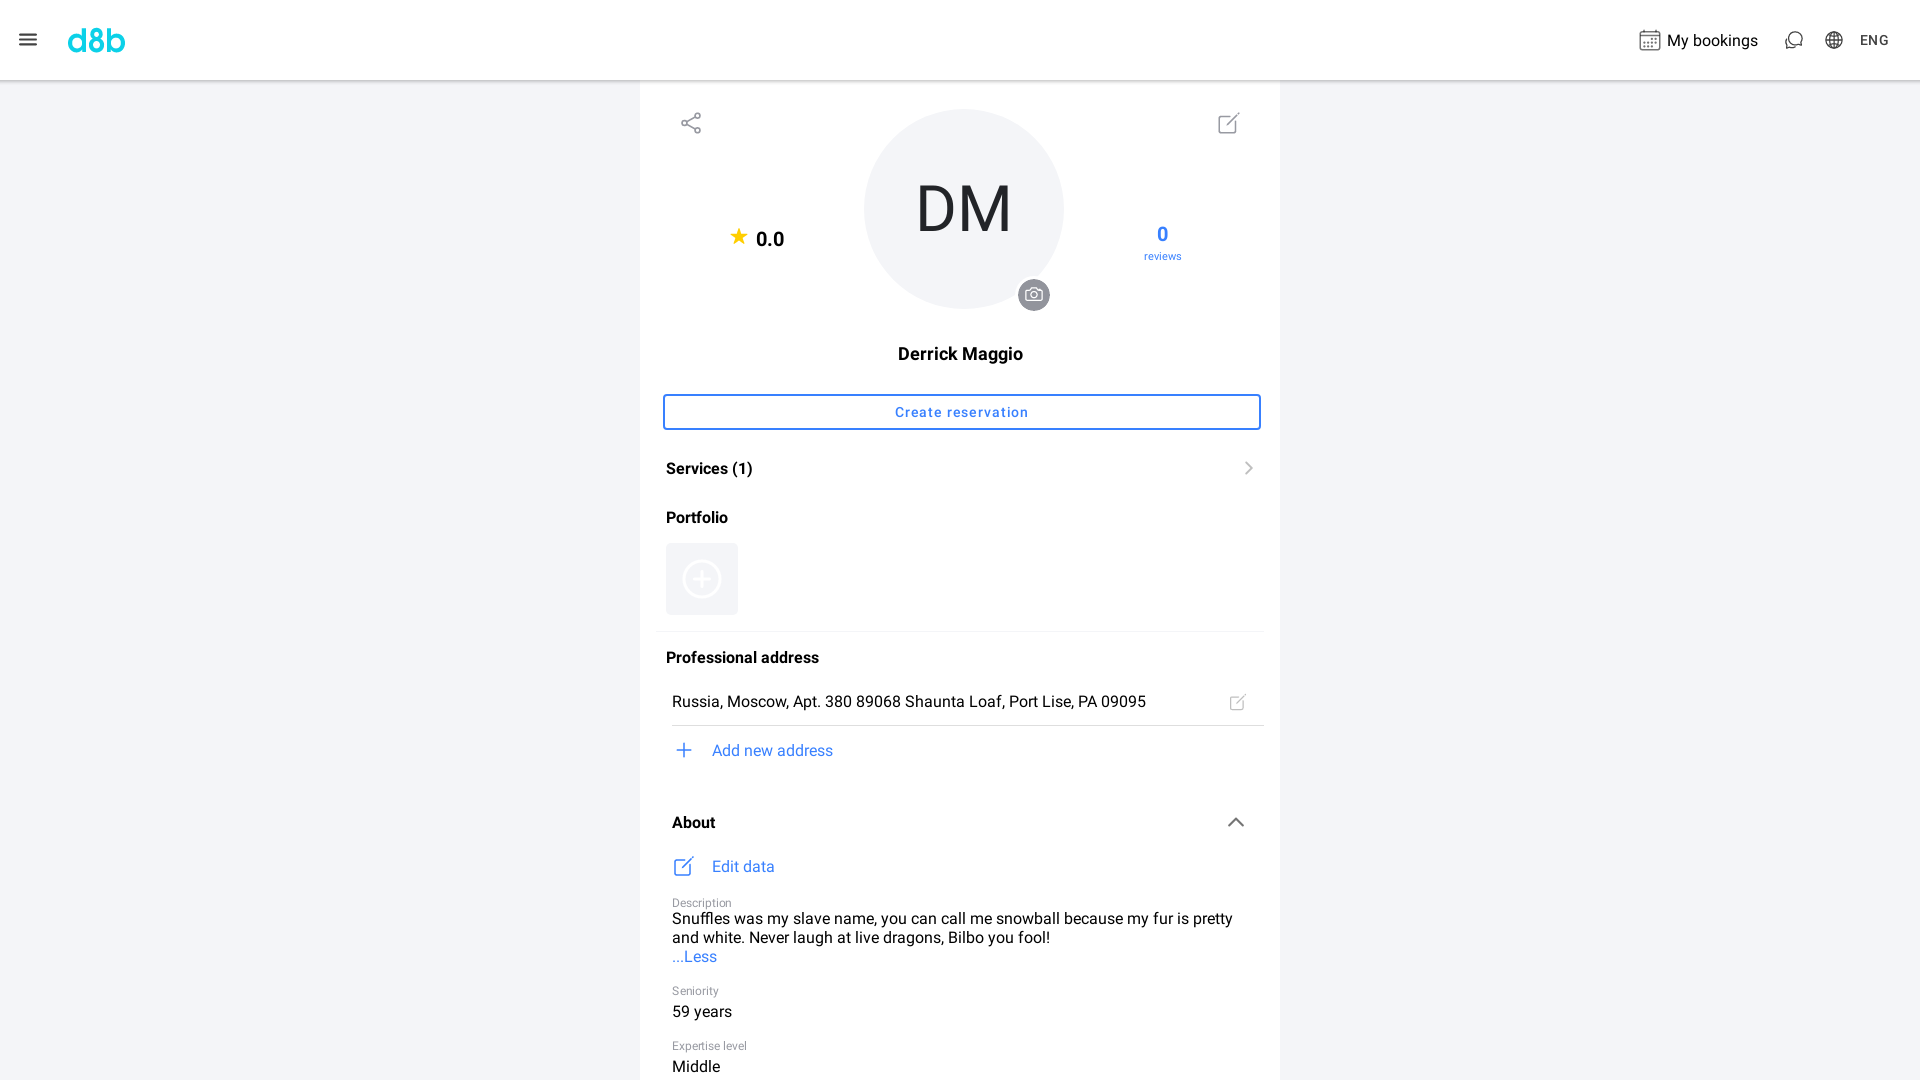 d8b
My bookings
ENG
DM
0.0
0
reviews
Derrick Maggio
Create reservation
Services (1)
Portfolio
Professional address
Russia, Moscow, Apt. 380 89068 Shaunta Loaf, Port Lise, PA 09095
Add new address
About
Edit data
Description
Snuffles was my slave name, you can call me snowball because my fur is pretty
and white. Never laugh at live dragons, Bilbo you fool!
...Less
Seniority
59 years
Expertise level
Middle